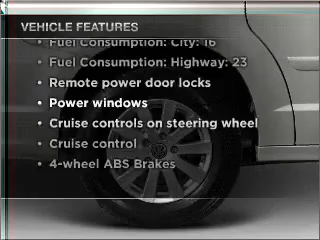 VEHICLE FEATURES
• Fuel Consumption: City: 16
• Fuel Consumption: Highway: 23
• Remote power door locks
• Power windows
• Cruise controls on steering wheel
• Cruise control
• 4-wheel ABS Brakes